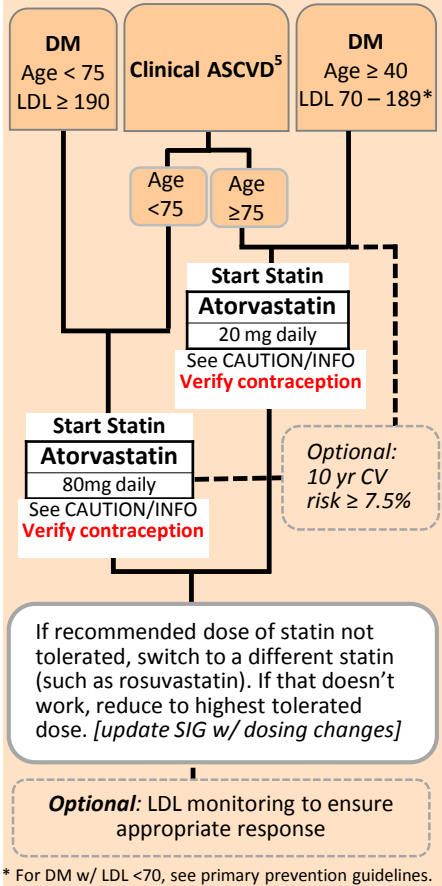 DM
Age < 75
LDL ≥ 190
Clinical ASCVD5
DM
Age ≥ 40
LDL 70 – 189*
Age
<75
Age
≥75
Start Statin
Atorvastatin
20 mg daily
See CAUTION/INFO
Verify contraception
Start Statin
Atorvastatin
80mg daily
See CAUTION/INFO
Verify contraception
Optional:
10 yr CV
risk ≥ 7.5%
If recommended dose of statin not
tolerated, switch to a different statin
(such as rosuvastatin). If that doesn’t
work, reduce to highest tolerated
dose. [update SIG w/ dosing changes]
Optional: LDL monitoring to ensure
appropriate response
* For DM w/ LDL <70, see primary prevention guidelines.